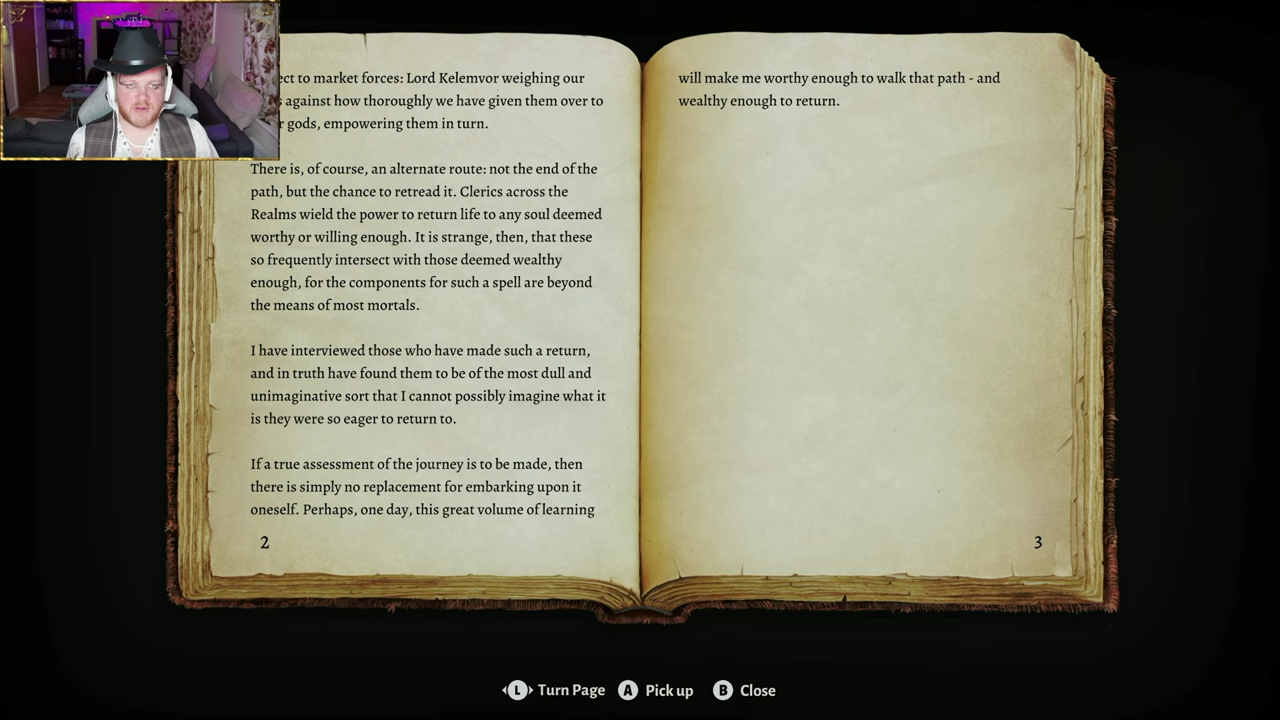 to market forces: Lord Kelemvor weighing our
against how thoroughly we have given them over to
gods, empowering them in turn.
There is, of course, an alternate route: not the end of the
path, but the chance to reread it. Clerics across the
Realms wield the power to return life to any soul deemed
worthy or willing enough. It is strange, then, that these
so frequently intersect with those deemed wealthy
enough, for the components for such a spell are beyond
the means of most mortals.
I have interviewed those who have made such a return,
and in truth have found them to be of the most dull and
unimaginative sort that I cannot possibly imagine what it
is they were so eager to return to.
If a true assessment of the journey is to be made, then
there is simply no replacement for embarking upon it
oneself. Perhaps, one day, this great volume of learning
2
will make me worthy enough to walk that path - and
wealthy enough to return.
3
L Turn Page A Pick up B Close